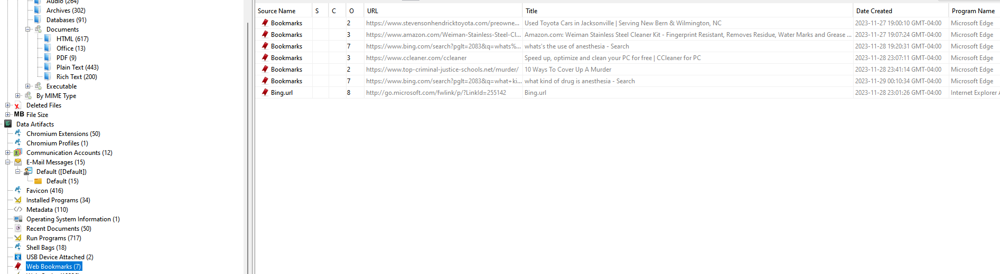 Audio (264)
Archives (302)
Databases (91)
Documents
HTML (617)
Office (13)
PDF (9)
Plain Text (443)
Rich Text (200)
Executable
By MIME Type
Deleted Files
MB File Size
Data Artifacts
Chromium Extensions (50)
Chromium Profiles (1)
Communication Accounts (12)
E-Mail Messages (15)
Default ([Default])
Default (15)
Favicon (416)
Installed Programs (34)
Metadata (110)
Operating System Information (1)
Recent Documents (50)
Run Programs (717)
Shell Bags (18)
USB Device Attached (2)
Web Bookmarks (7)
Source Name S C O URL Title Date Created Program Name
Bookmarks 2 https://www.stevensonhendricktoyota.com/preowne... Used Toyota Cars in Jacksonville | Serving New Bern & Wilmington, NC 2023-11-27 19:00:10 GMT-04:00 Microsoft Edge
Bookmarks 3 https://www.amazon.com/Weiman-Stainless-Steel-Cl... Amazon.com: Weiman Stainless Steel Cleaner Kit - Fingerprint Resistant, Removes Residue, Water Marks and Grease ... 2023-11-27 19:07:24 GMT-04:00 Microsoft Edge
Bookmarks 7 https://www.bing.com/search?pglt=2083&q=whats%... whats's the use of anesthesia - Search 2023-11-28 19:20:31 GMT-04:00 Microsoft Edge
Bookmarks 3 https://www.ccleaner.com/ccleaner Speed up, optimize and clean your PC for free | CCleaner for PC 2023-11-28 23:07:11 GMT-04:00 Microsoft Edge
Bookmarks 2 https://www.top-criminal-justice-schools.net/murder/ 10 Ways To Cover Up A Murder 2023-11-28 23:41:14 GMT-04:00 Microsoft Edge
Bookmarks 7 https://www.bing.com/search?pglt=2083&q=what+ki... what kind of drug is anesthesia - Search 2023-11-29 00:10:34 GMT-04:00 Microsoft Edge
Bing.url 8 http://go.microsoft.com/fwlink/p/?LinkId=255142 Bing.url 2023-11-28 23:01:26 GMT-04:00 Internet Explorer A